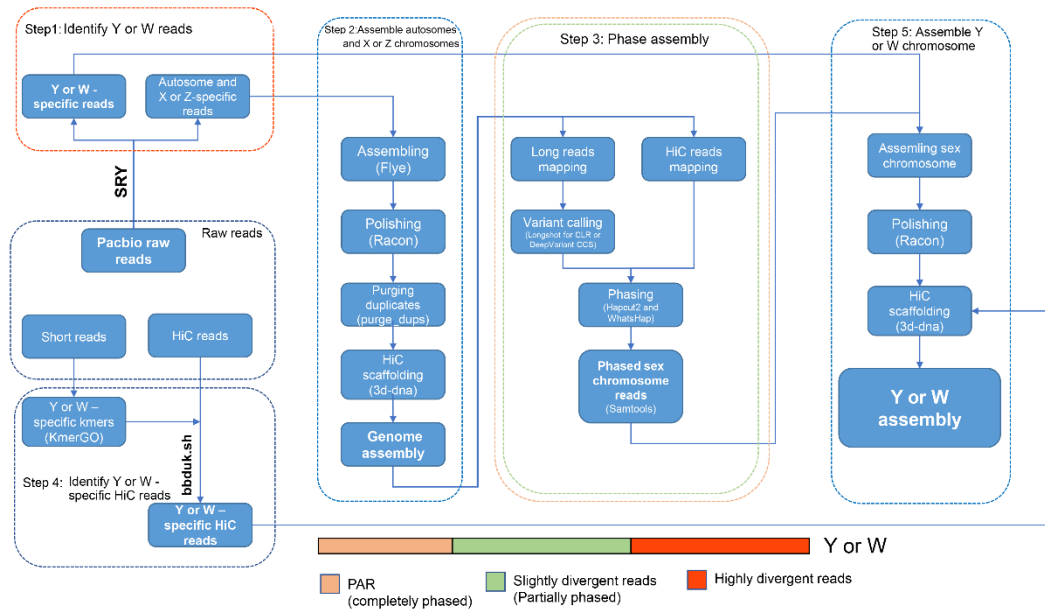 Step1: Identify Y or W reads
Y or W -
specific reads
Autosome and
X or Z-specific
reads
SRY
Raw reads
Pacbio raw
reads
Short reads
HiC reads
Y or W –
specific kmers
(KmerGO)
bbduk.sh
Step 4: Identify Y or W -
specific HiC reads
Y or W –
specific HiC
reads
Step 2: Assemble autosomes
and X or Z chromosomes
Assembling
(Flye)
Polishing
(Racon)
Purging
duplicates
(purge_dups)
HiC
scaffolding
(3d-dna)
Genome
assembly
Step 3: Phase assembly
Long reads
mapping
HiC reads
mapping
Variant calling
(Longshot for CLR or
DeepVariant CCS)
Phasing
(Hapcut2 and
WhatsHap)
Phased sex
chromosome
reads
(Samtools)
Step 5: Assemble Y
or W chromosome
Assemling sex
chromosome
Polishing
(Racon)
HiC
scaffolding
(3d-dna)
Y or W
assembly
Y or W
PAR
(completely phased)
Slightly divergent reads
(Partially phased)
Highly divergent reads